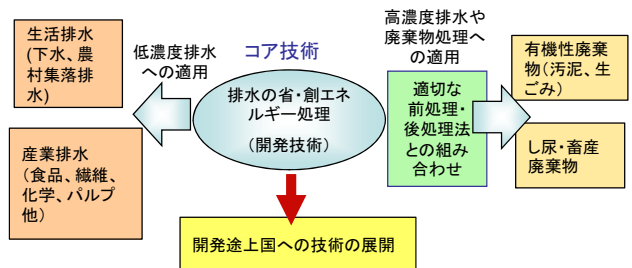 生活排水
(下水、農
村集落排
水)
産業排水
(食品、繊維、
化学、パルプ
他)
低濃度排水
への適用
コア技術
排水の省・創エネ
ルギー処理
(開発技術)
開発途上国への技術の展開
高濃度排水や
廃棄物処理へ
の適用
適切な
前処理・
後処理法
との組み
合わせ
有機性廃棄
物(汚泥、生
ごみ)
し尿・畜産
廃棄物